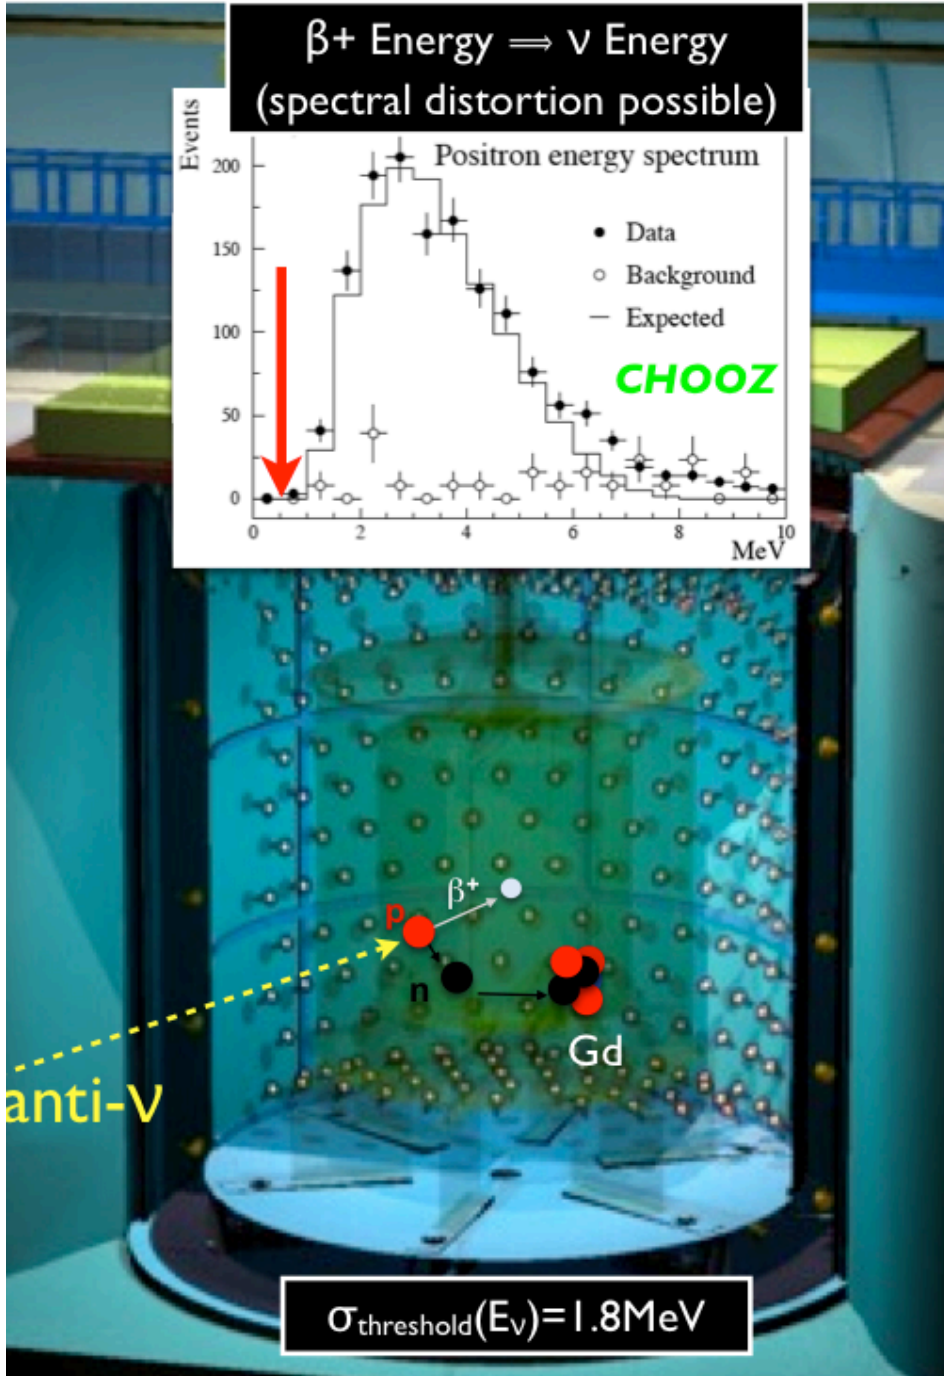 β+ Energy ⟹ ν Energy
(spectral distortion possible)
Events
Positron energy spectrum
200
150
100
50
0
Data
Background
Expected
CHOOZ
0 2 4 6 8 10
MeV
β⁺
p
n
Gd
anti-ν
σthreshold(Eν)=1.8MeV